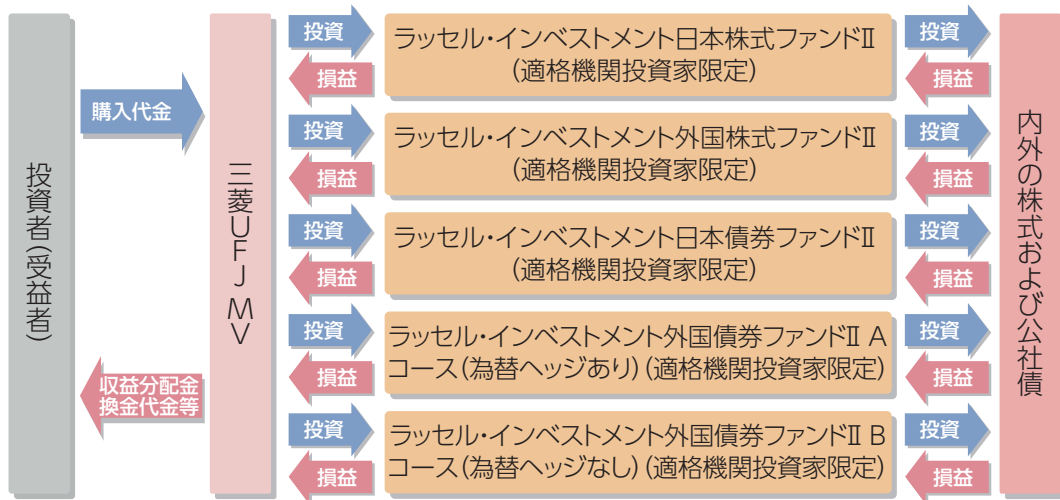 投資者(受益者)
購入代金
収益分配金
換金代金等
三菱UFJ MV
投資
損益
ラッセル・インベストメント日本株式ファンドⅡ
(適格機関投資家限定)
投資
損益
投資
損益
ラッセル・インベストメント外国株式ファンドⅡ
(適格機関投資家限定)
投資
損益
投資
損益
ラッセル・インベストメント日本債券ファンドⅡ
(適格機関投資家限定)
投資
損益
投資
損益
ラッセル・インベストメント外国債券ファンドⅡ A
コース(為替ヘッジあり)(適格機関投資家限定)
投資
損益
投資
損益
ラッセル・インベストメント外国債券ファンドⅡ B
コース(為替ヘッジなし)(適格機関投資家限定)
投資
損益
内外の株式および公社債